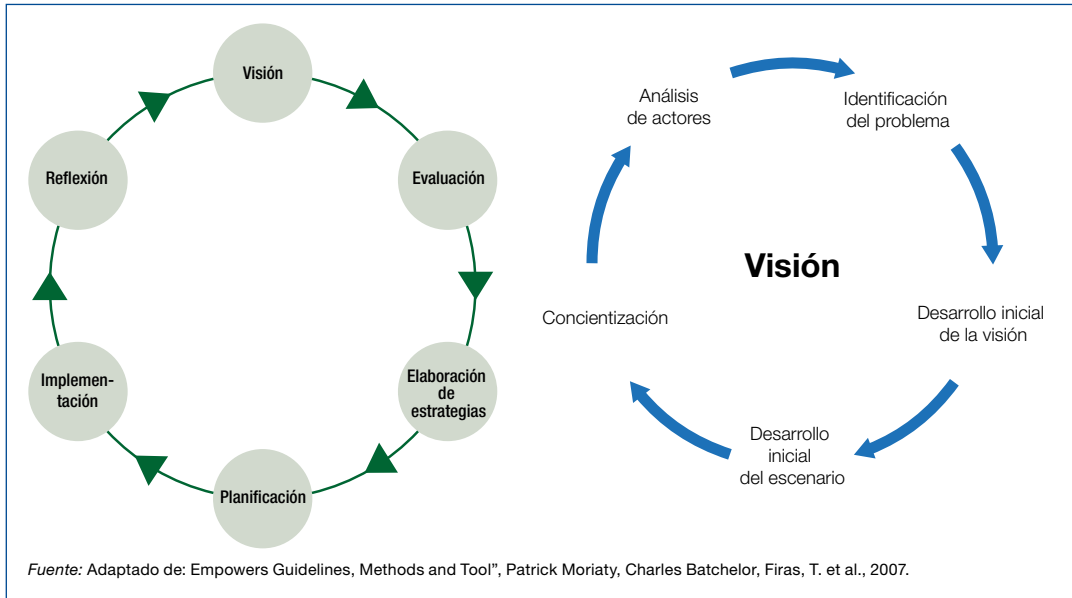 Visión
Evaluación
Elaboración
de
estrategias
Planificación
Implemen-
tación
Reflexión
Análisis
de actores
Identificación
del problema
Desarrollo inicial
de la visión
Desarrollo
inicial
del escenario
Concientización
Visión
Fuente: Adaptado de: Empowers Guidelines, Methods and Tool”, Patrick Moriaty, Charles Batchelor, Firas, T. et al., 2007.